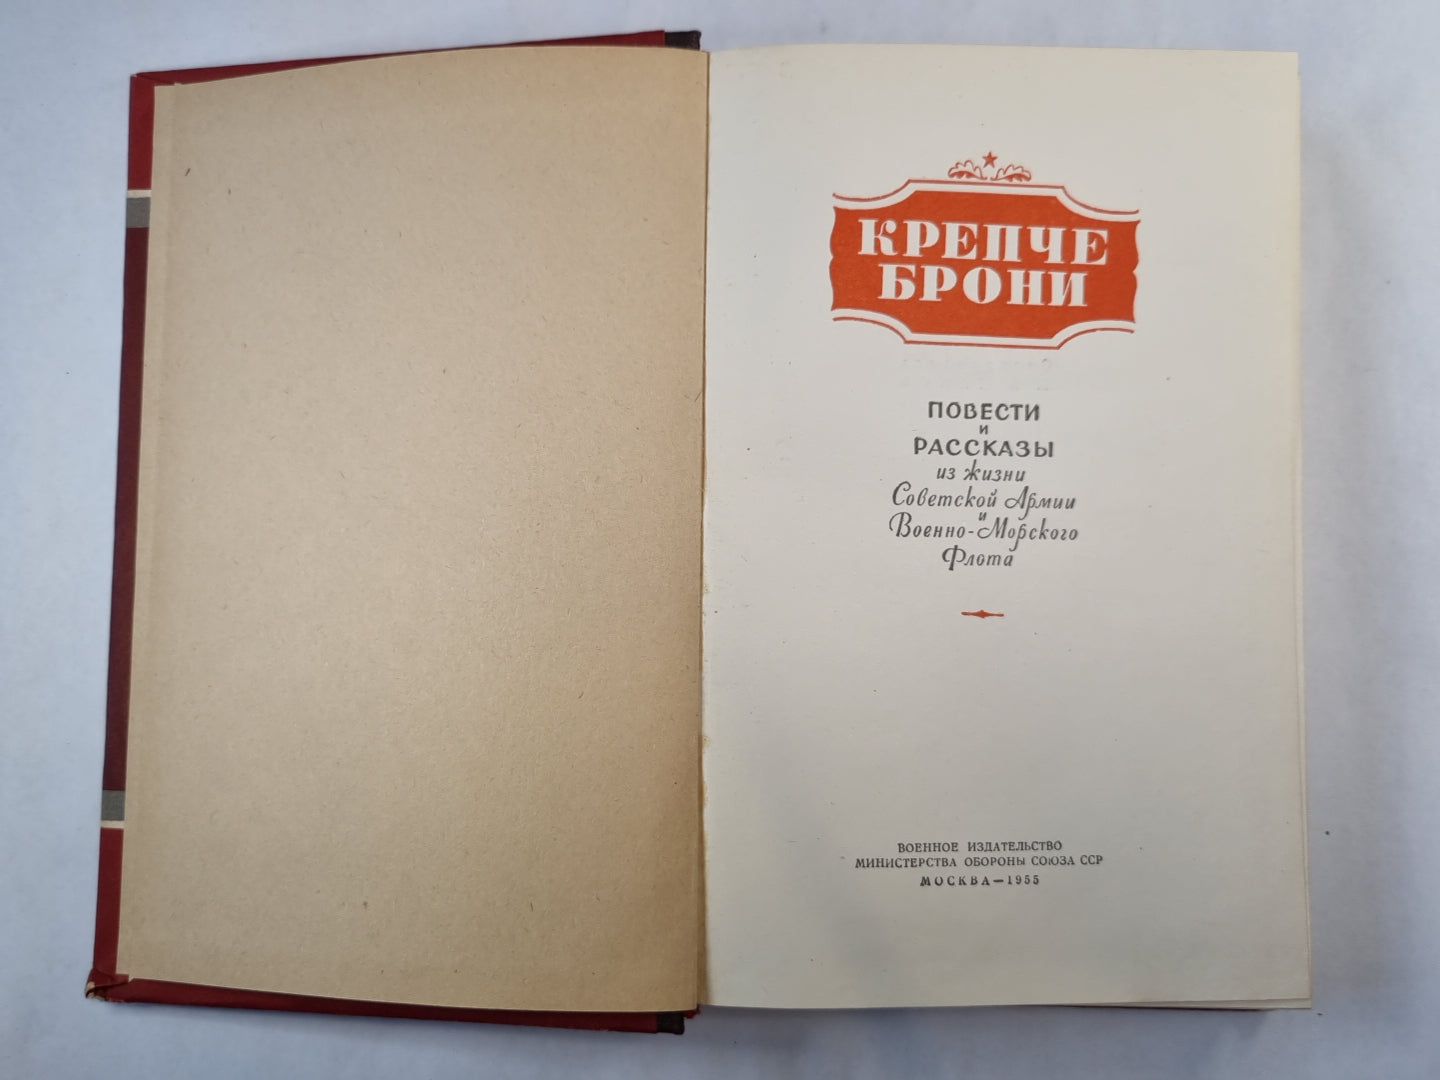 КРЕПЧЕ
БРОНИ
ПОВЕСТИ
и
РАССКАЗЫ
из жизни
Советской Армии
и
Военно-Морского
Флота
ВОЕННОЕ ИЗДАТЕЛЬСТВО
МИНИСТЕРСТВА ОБОРОНЫ СОЮЗА ССР
МОСКВА—1955